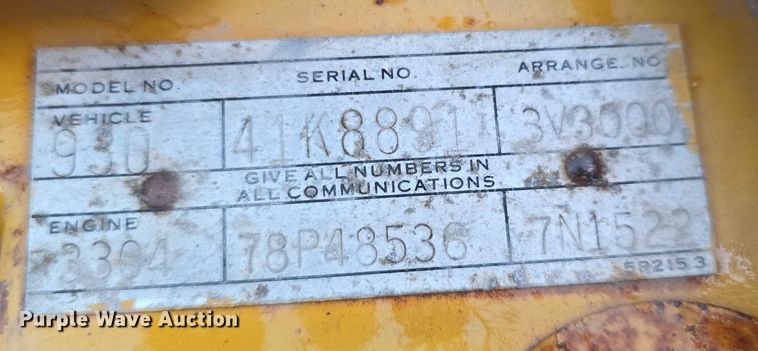 MODEL NO. SERIAL NO. ARRANGE. NO
VEHICLE
930 41K8891 3V3000
GIVE ALL NUMBERS IN
ALL COMMUNICATIONS
ENGINE
3304 78P48536 7N1522
5P2153
Purple Wave Auction